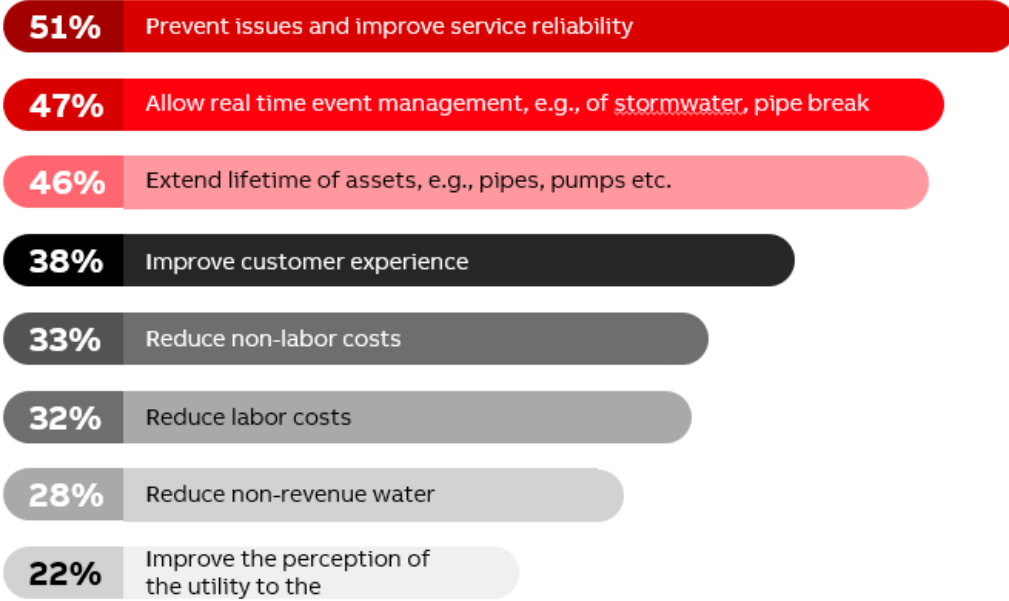 51% Prevent issues and improve service reliability
47% Allow real time event management, e.g., of stormwater, pipe break
46% Extend lifetime of assets, e.g., pipes, pumps etc.
38% Improve customer experience
33% Reduce non-labor costs
32% Reduce labor costs
28% Reduce non-revenue water
22% Improve the perception of
the utility to the